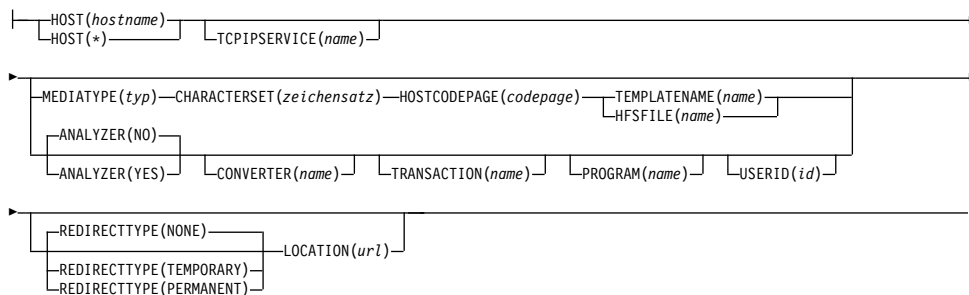 HOST(hostname)
HOST(*)
TCPIPSERVICE(name)
MEDIATYPE(typ) CHARACTERSET(zeichensatz) HOSTCODEPAGE(codepage) TEMPLATENAME(name)
HFSFILE(name)
ANALYZER(NO)
ANALYZER(YES) CONVERTER(name) TRANSACTION(name) PROGRAM(name) USERID(id)
REDIRECTTYPE(NONE)
LOCATION(url)
REDIRECTTYPE(TEMPORARY)
REDIRECTTYPE(PERMANENT)